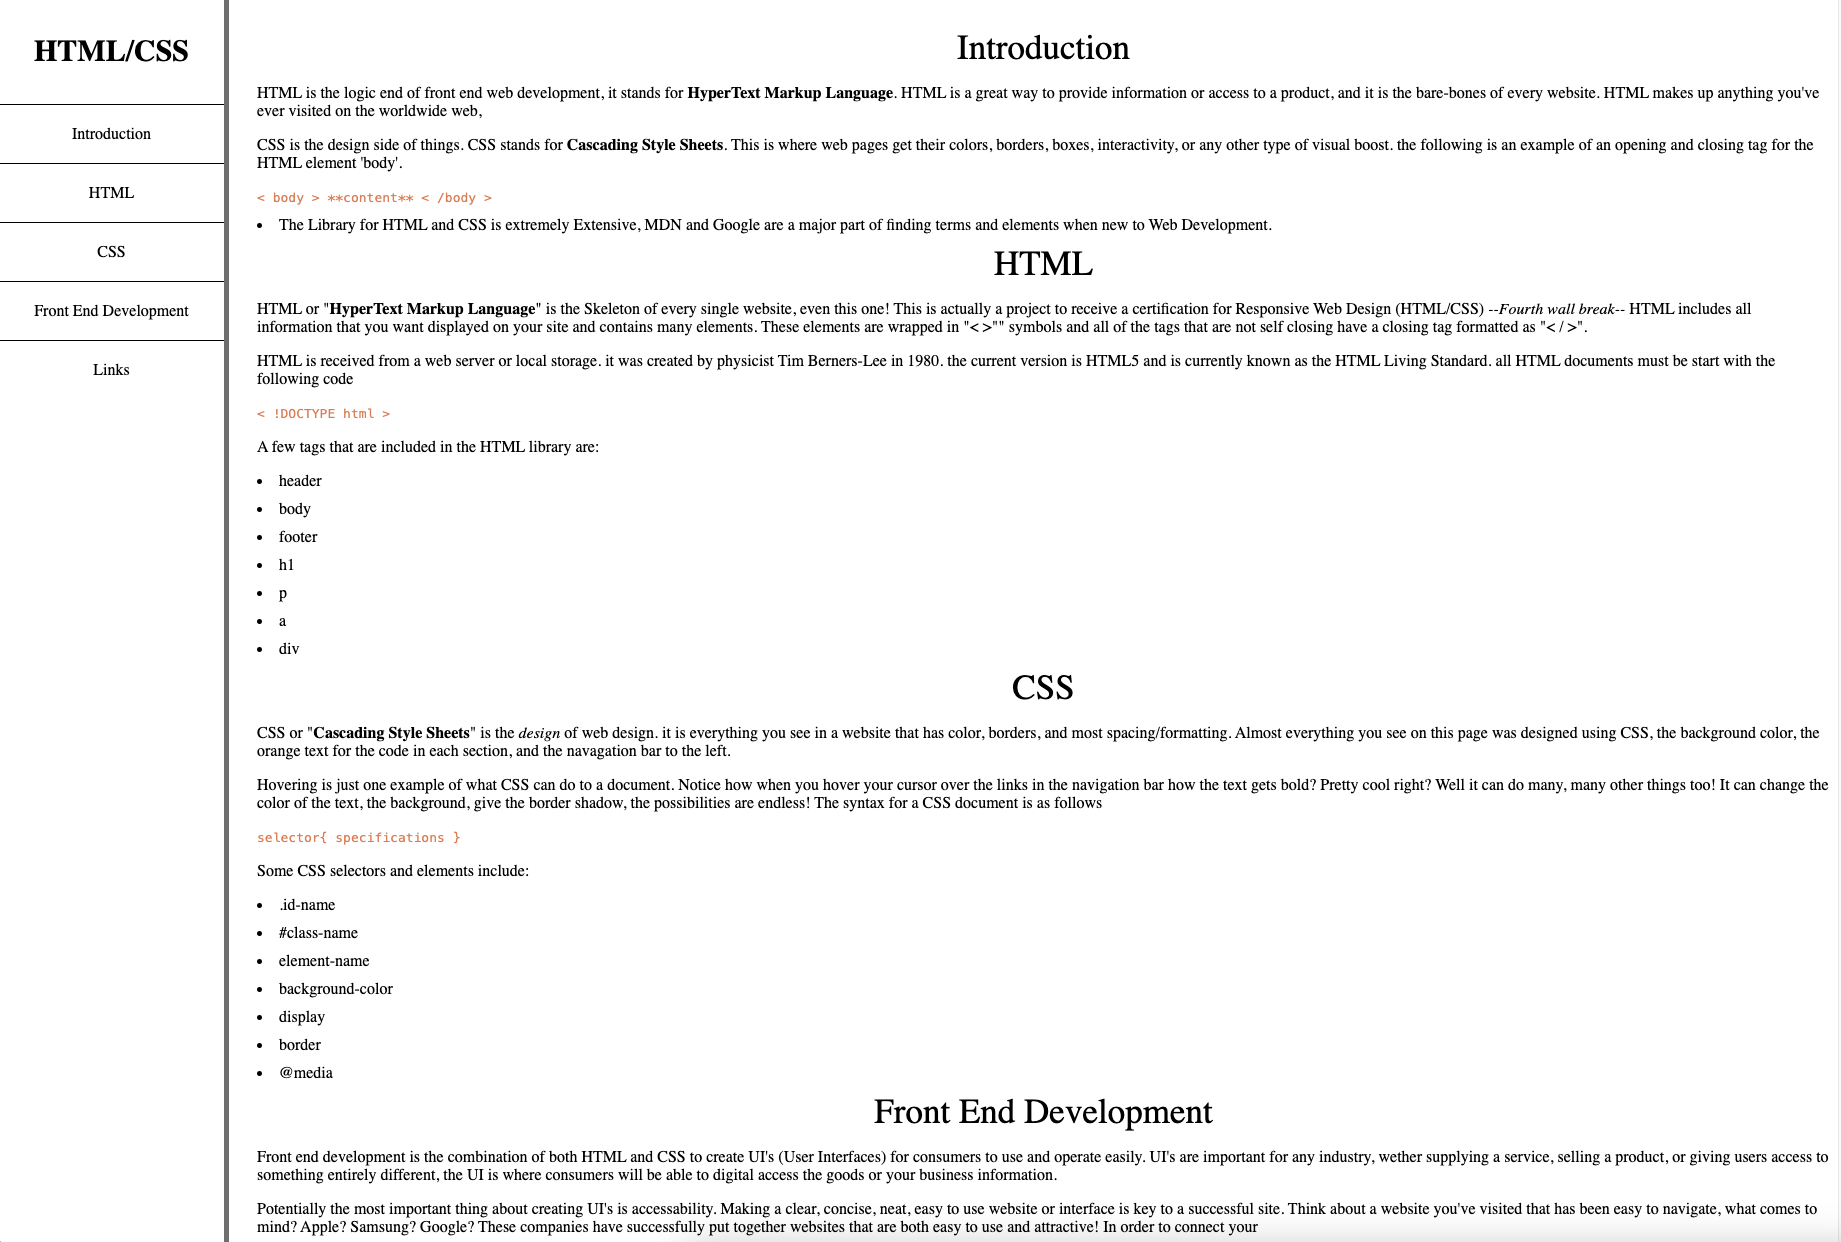 HTML/CSS
Introduction
HTML
CSS
Front End Development
Links
Introduction
HTML is the logic end of front end web development, it stands for HyperText Markup Language. HTML is a great way to provide information or access to a product, and it is the bare-bones of every website. HTML makes up anything you've
ever visited on the worldwide web,
CSS is the design side of things. CSS stands for Cascading Style Sheets. This is where web pages get their colors, borders, boxes, interactivity, or any other type of visual boost. the following is an example of an opening and closing tag for the
HTML element 'body'.
< body > **content** < /body >
• The Library for HTML and CSS is extremely Extensive, MDN and Google are a major part of finding terms and elements when new to Web Development.
HTML
HTML or "HyperText Markup Language" is the Skeleton of every single website, even this one! This is actually a project to receive a certification for Responsive Web Design (HTML/CSS) --Fourth wall break-- HTML includes all
information that you want displayed on your site and contains many elements. These elements are wrapped in "< >"" symbols and all of the tags that are not self closing have a closing tag formatted as "< / >".
HTML is received from a web server or local storage. it was created by physicist Tim Berners-Lee in 1980. the current version is HTML5 and is currently known as the HTML Living Standard. all HTML documents must be start with the
following code
< !DOCTYPE html >
A few tags that are included in the HTML library are:
• header
• body
• footer
• h1
• p
• a
• div
CSS
CSS or "Cascading Style Sheets" is the design of web design. it is everything you see in a website that has color, borders, and most spacing/formatting. Almost everything you see on this page was designed using CSS, the background color, the
orange text for the code in each section, and the navagation bar to the left.
Hovering is just one example of what CSS can do to a document. Notice how when you hover your cursor over the links in the navigation bar how the text gets bold? Pretty cool right? Well it can do many, many other things too! It can change the
color of the text, the background, give the border shadow, the possibilities are endless! The syntax for a CSS document is as follows
selector{ specifications }
Some CSS selectors and elements include:
• .id-name
• #class-name
• element-name
• background-color
• display
• border
• @media
Front End Development
Front end development is the combination of both HTML and CSS to create UI's (User Interfaces) for consumers to use and operate easily. UI's are important for any industry, wether supplying a service, selling a product, or giving users access to
something entirely different, the UI is where consumers will be able to digital access the goods or your business information.
Potentially the most important thing about creating UI's is accessability. Making a clear, concise, neat, easy to use website or interface is key to a successful site. Think about a website you've visited that has been easy to navigate, what comes to
mind? Apple? Samsung? Google? These companies have successfully put together websites that are both easy to use and attractive! In order to connect your